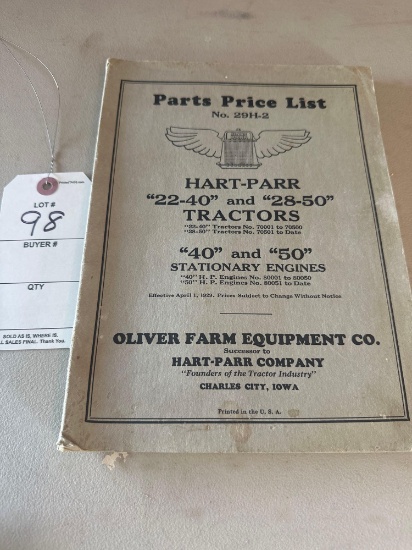 Parts Price List
No. 29H-2
HART-PARR
"22-40" and "28-50"
TRACTORS
"22-40" Tractors No. 70001 to 70500
"28-50" Tractors No. 70501 to Date
"40" and "50"
STATIONARY ENGINES
"40" H. P. Engines No. 80001 to 80050
"50" H. P. Engines No. 80051 to Date
Effective April 1, 1929. Prices Subject to Change Without Notice
OLIVER FARM EQUIPMENT CO.
Successor to
HART-PARR COMPANY
"Founders of the Tractor Industry"
CHARLES CITY, IOWA
Printed in the U. S. A.
LOT #
98
BUYER #
QTY
SOLD AS IS, WHERE IS,
L SALES FINAL. Thank You.